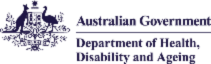 Australian Government
Department of Health,
Disability and Ageing